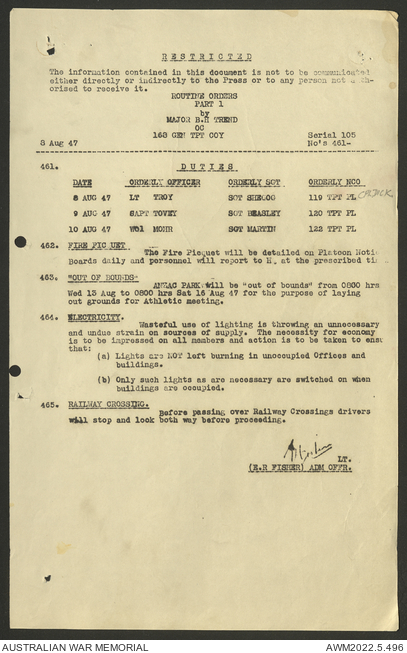 RESTRICTED
The information contained in this document is not to be communicated
either directly or indirectly to the Press or to any person not auth-
orised to receive it.
ROUTINE ORDERS
PART 1
by
MAJOR B.H TREND
OC
168 GEN TPT COY Serial 105
8 Aug 47 No's 461-
461. DUTIES
DATE ORDERLY OFFICER ORDERLY SGT ORDERLY NCO
8 AUG 47 LT TROY SGT SHEGOG 119 TPT PL
9 AUG 47 CAPT TOVEY SGT BEASLEY 120 TPT PL
10 AUG 47 WO1 MOHR SGT MARTIN 122 TPT PL
462. FIRE PICQUET
The Fire Picquet will be detailed on Platoon Noti
Boards daily and personnel will report to H. at the prescribed ti
463. "OUT OF BOUNDS"
ANZAC PARK will be "out of bounds" from 0800 hrs
Wed 13 Aug to 0800 hrs Sat 16 Aug 47 for the purpose of laying
out grounds for Athletic meeting.
464. ELECTRICITY.
Wasteful use of lighting is throwing an unnecessary
and undue strain on sources of supply. The necessity for economy
is to be impressed on all members and action is to be taken to ensu
that:
(a) Lights are NOT left burning in unoccupied Offices and
buildings.
(b) Only such lights as are necessary are switched on when
buildings are occupied.
465. RAILWAY CROSSING.
Before passing over Railway Crossings drivers
will stop and look both way before proceeding.
LT.
(E.R FISHER) ADM OFFR.
AUSTRALIAN WAR MEMORIAL AWM2022.5.496